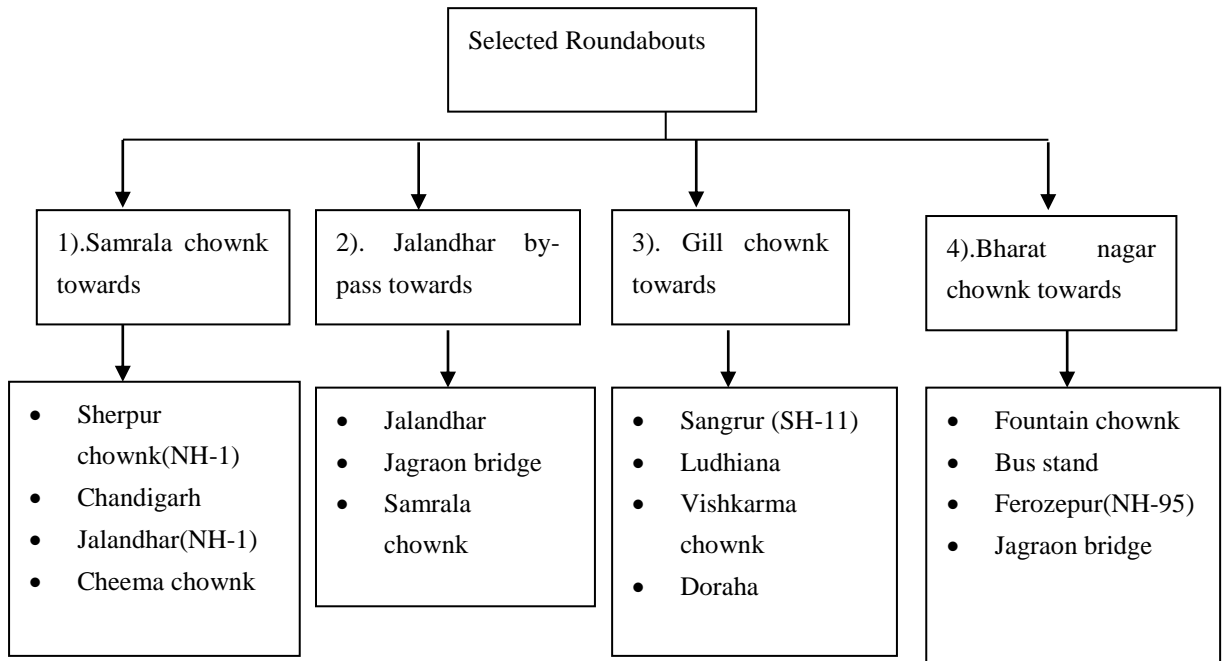 Selected Roundabouts
1).Samrala chownk
towards
2). Jalandhar by-
pass towards
3). Gill chownk
towards
4).Bharat nagar
chownk towards
• Sherpur
chownk(NH-1)
• Chandigarh
• Jalandhar(NH-1)
• Cheema chownk
• Jalandhar
• Jagraon bridge
• Samrala
chownk
• Sangrur (SH-11)
• Ludhiana
• Vishkarma
chownk
• Doraha
• Fountain chownk
• Bus stand
• Ferozepur(NH-95)
• Jagraon bridge